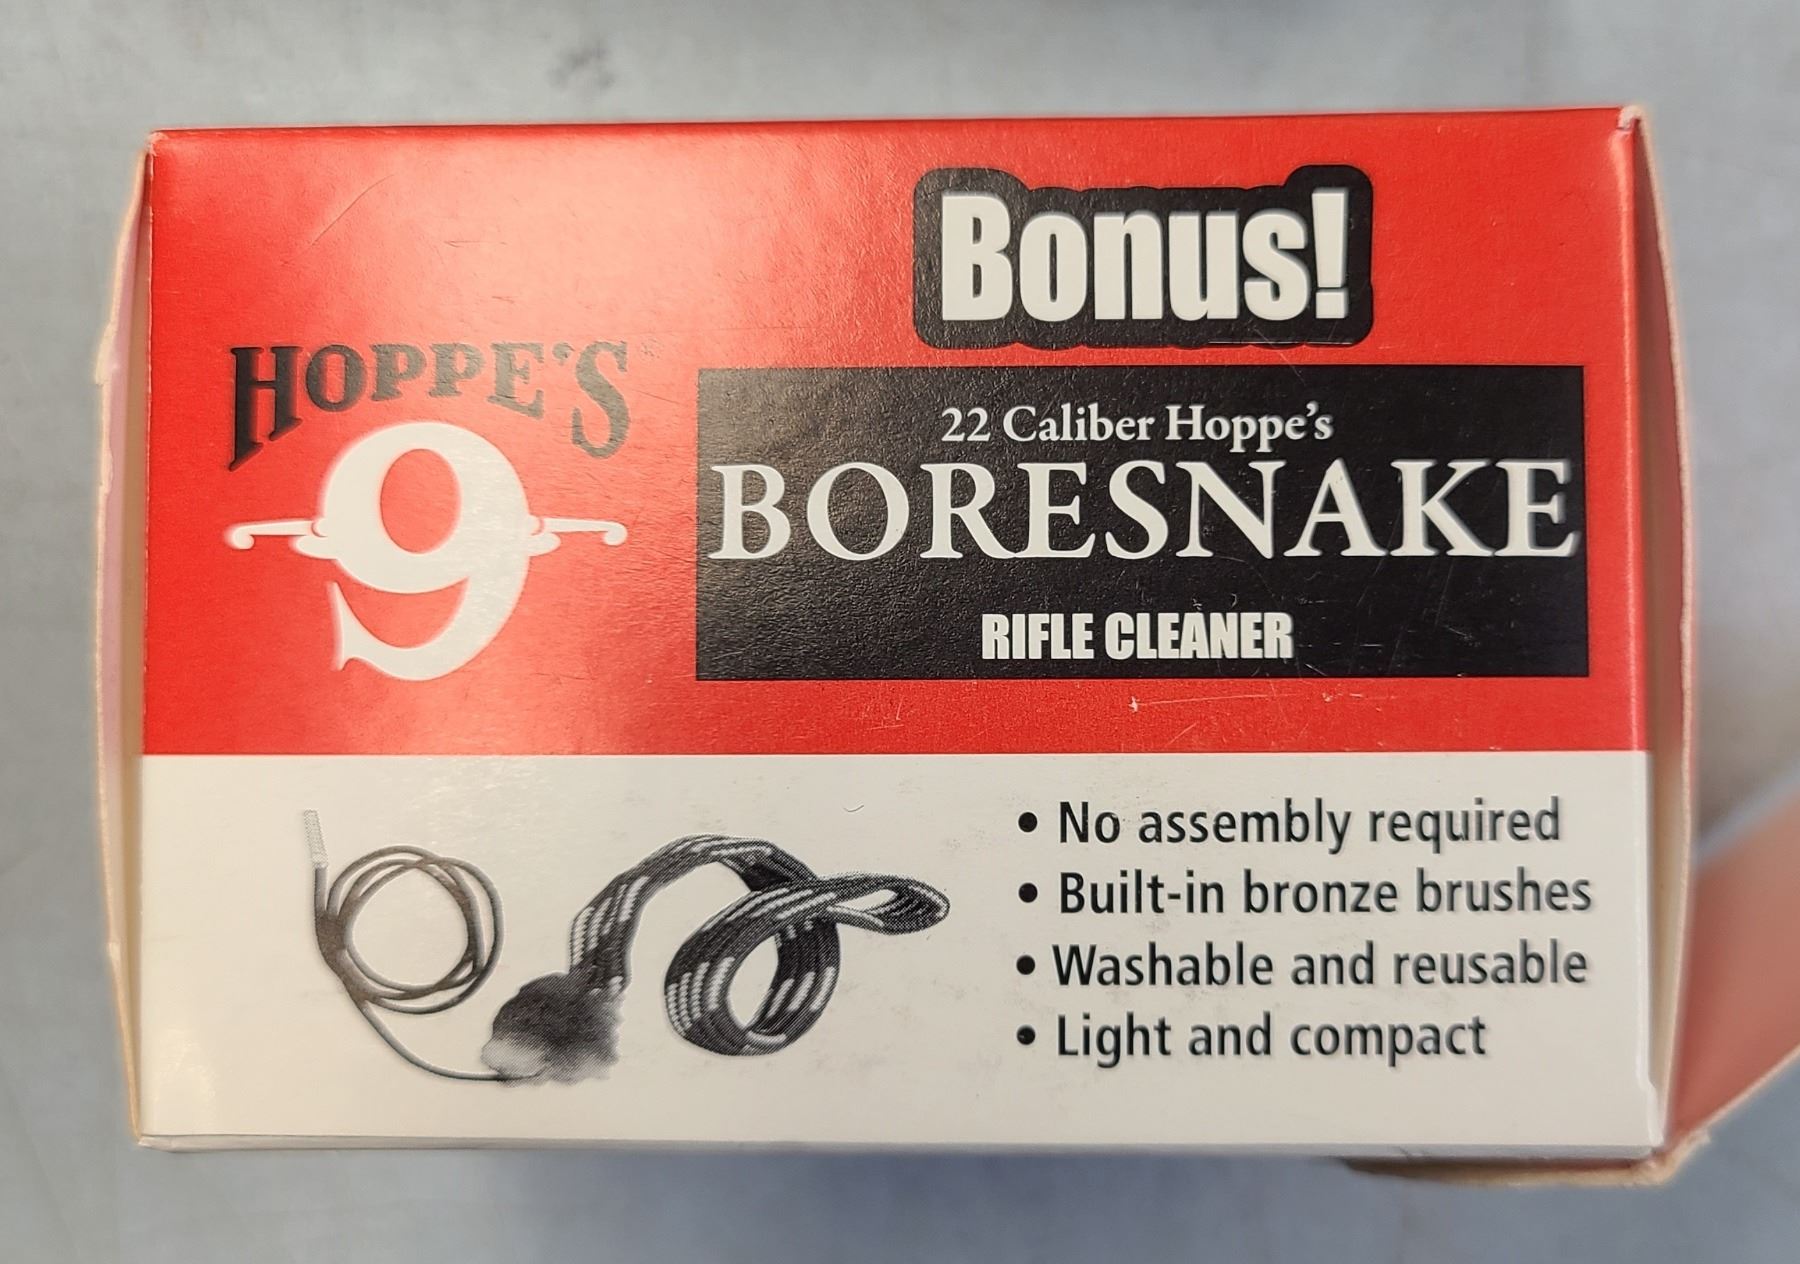 Bonus!
HOPPE'S®
9
22 Caliber Hoppe's
BORESNAKE
RIFLE CLEANER
• No assembly required
• Built-in bronze brushes
• Washable and reusable
• Light and compact